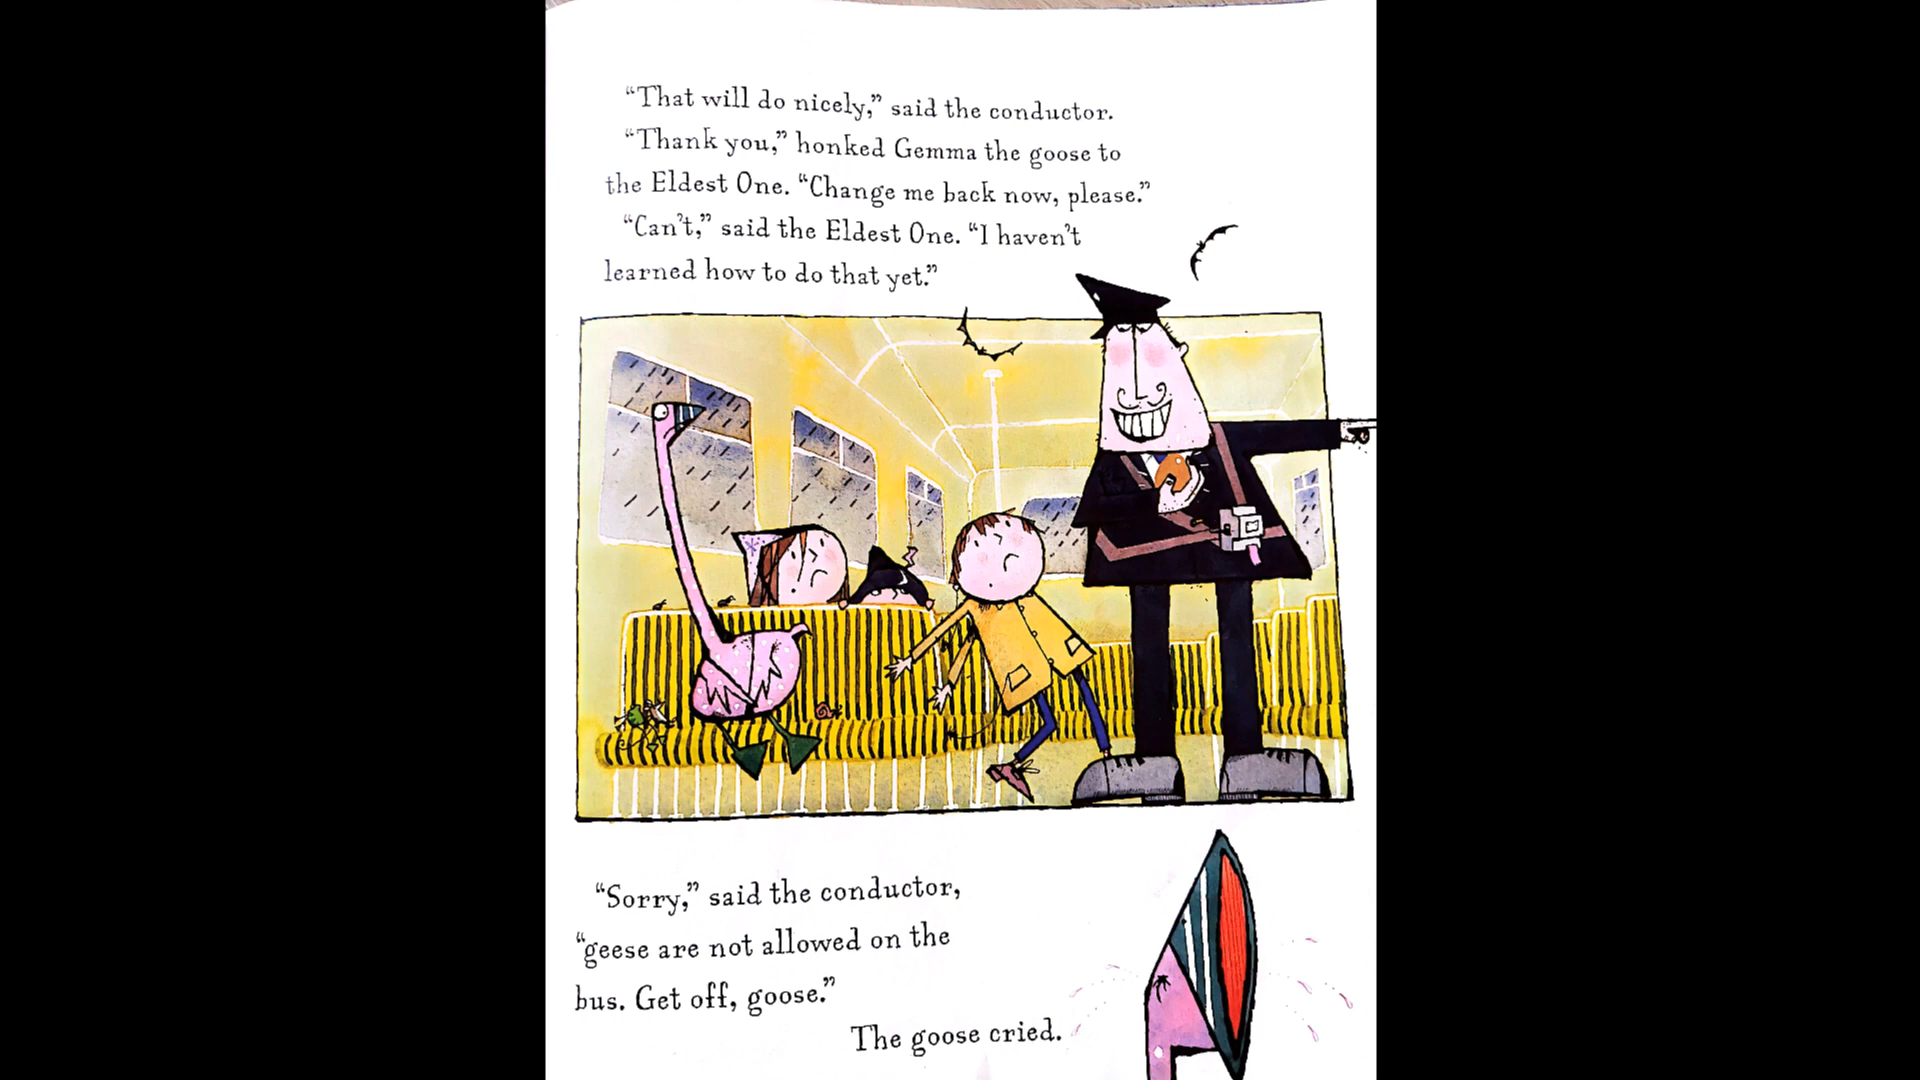 “That will do nicely,” said the conductor.
“Thank you,” honked Gemma the goose to
the Eldest One. “Change me back now, please.”
“Can’t,” said the Eldest One. “I haven’t
learned how to do that yet.”
“Sorry,” said the conductor,
“geese are not allowed on the
bus. Get off, goose.”
The goose cried.